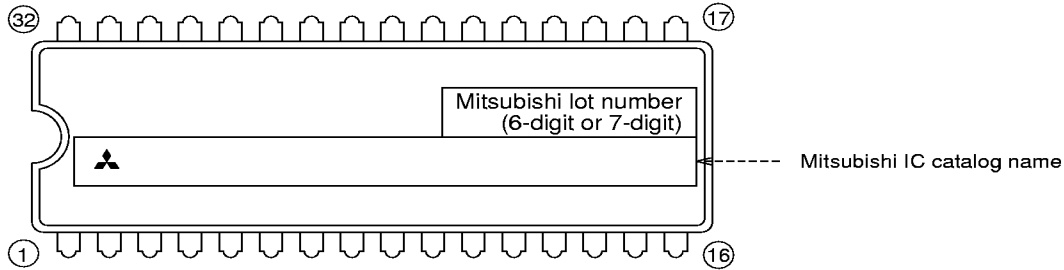 32
17
Mitsubishi lot number
(6-digit or 7-digit)
Mitsubishi IC catalog name
1
16